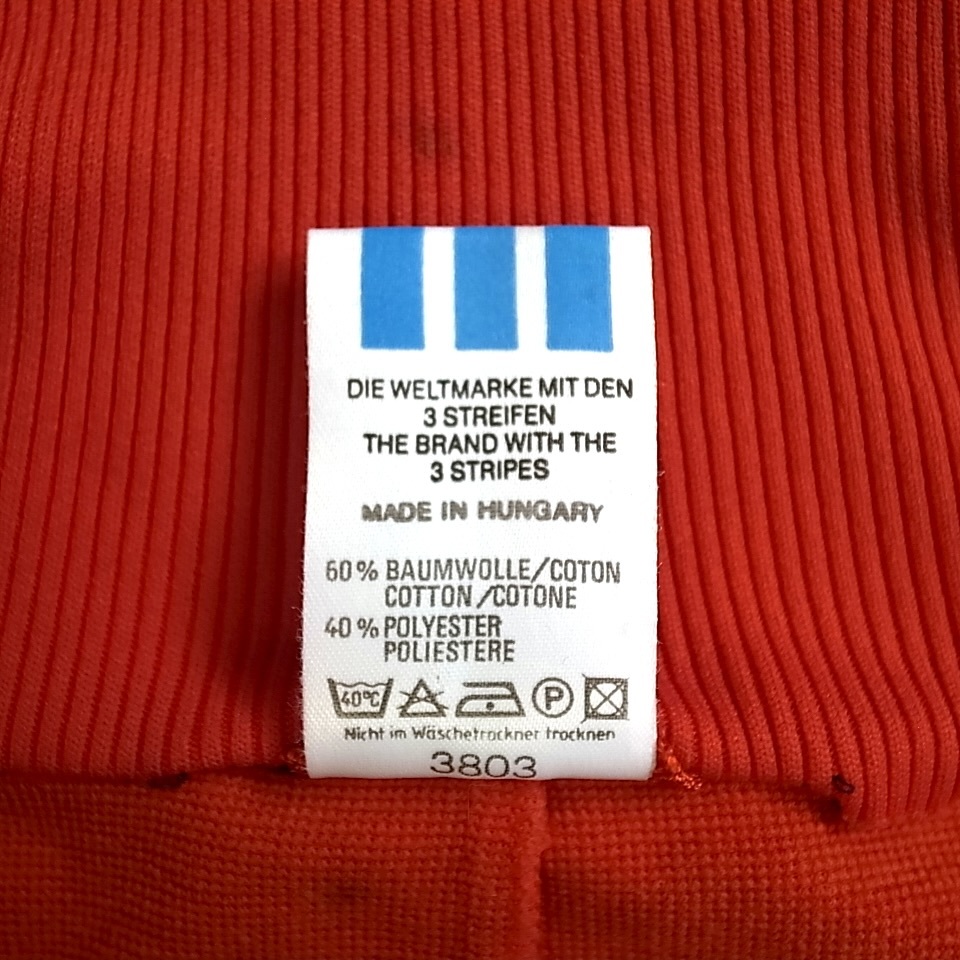 DIE WELTMARKE MIT DEN
3 STREIFEN
THE BRAND WITH THE
3 STRIPES
MADE IN HUNGARY
60% BAUMWOLLE/COTON
COTTON/COTONE
40% POLYESTER
POLIESTERE
40°C P
Nicht im Wäschetrockner trocknen
3803